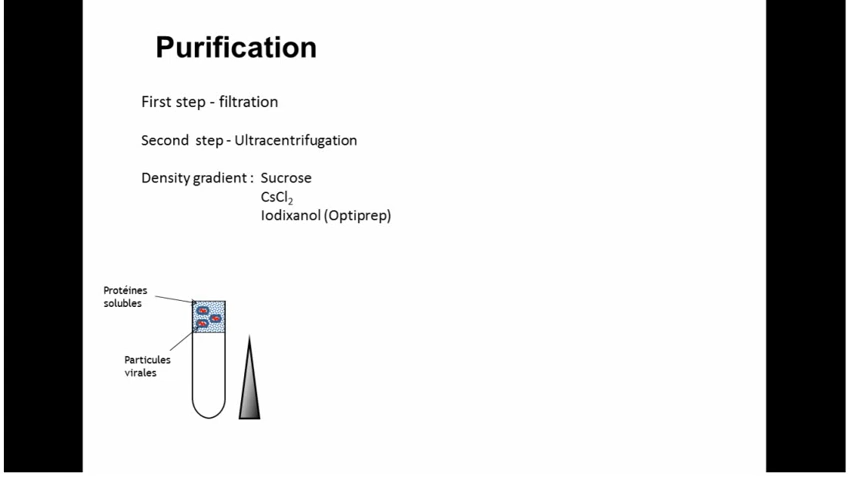 Purification
First step - filtration
Second step - Ultracentrifugation
Density gradient : Sucrose
CsCl₂
Iodixanol (Optiprep)
Protéines
solubles
Particules
virales